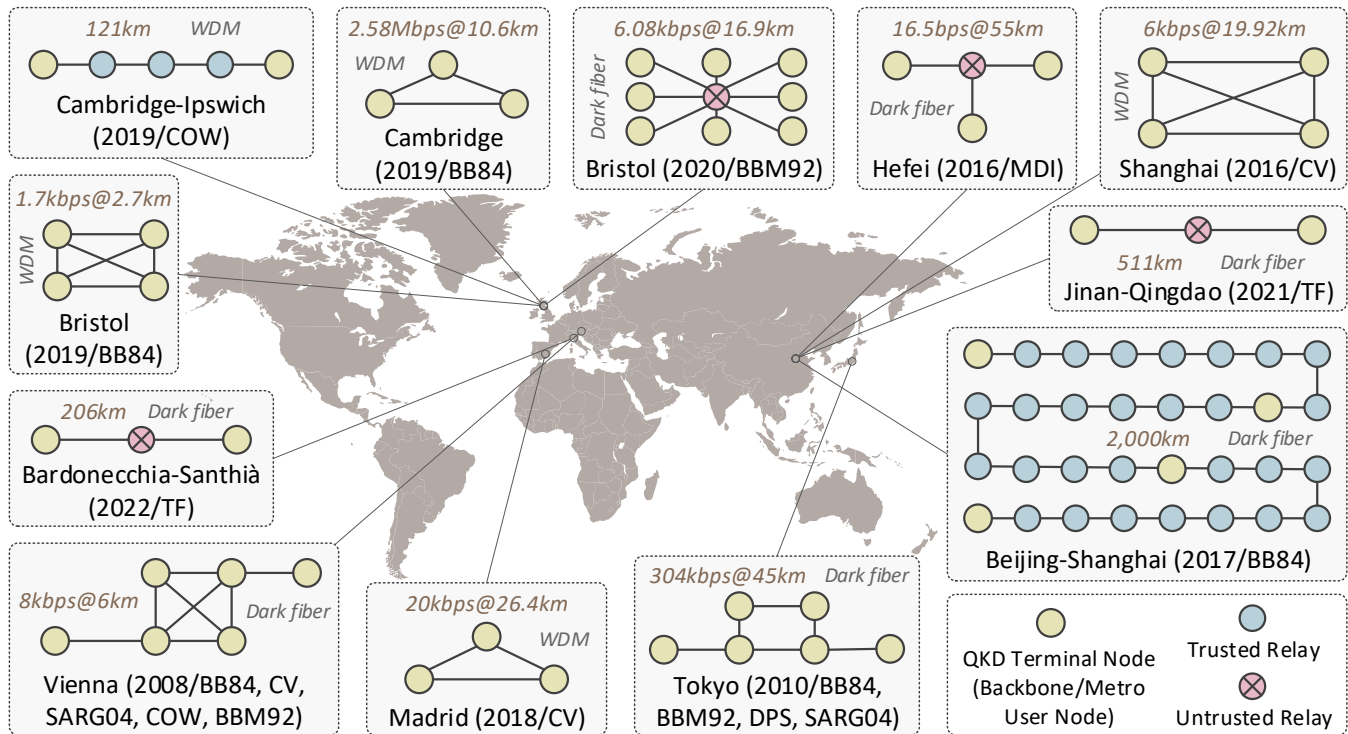 121km WDM
Cambridge-Ipswich
(2019/COW)
2.58Mbps@10.6km
WDM
Cambridge
(2019/BB84)
6.08kbps@16.9km
Dark fiber
Bristol (2020/BBM92)
16.5bps@55km
Dark fiber
Hefei (2016/MDI)
6kbps@19.92km
WDM
Shanghai (2016/CV)
1.7kbps@2.7km
WDM
Bristol
(2019/BB84)
511km Dark fiber
Jinan-Qingdao (2021/TF)
206km Dark fiber
Bardonecchia-Santhià
(2022/TF)
2,000km Dark fiber
Beijing-Shanghai (2017/BB84)
8kbps@6km
Dark fiber
Vienna (2008/BB84, CV,
SARG04, COW, BBM92)
20kbps@26.4km
WDM
Madrid (2018/CV)
304kbps@45km Dark fiber
Tokyo (2010/BB84,
BBM92, DPS, SARG04)
QKD Terminal Node
(Backbone/Metro
User Node)
Trusted Relay
Untrusted Relay